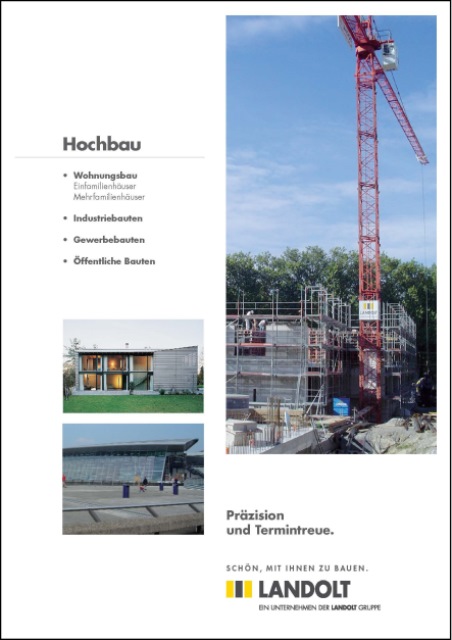 Hochbau
• Wohnungsbau
Einfamilienhäuser
Mehrfamilienhäuser
• Industriebauten
• Gewerbebauten
• Öffentliche Bauten
LANDOLT
Präzision
und Termintreue.
SCHÖN, MIT IHNEN ZU BAUEN.
LANDOLT
EIN UNTERNEHMEN DER LANDOLT GRUPPE